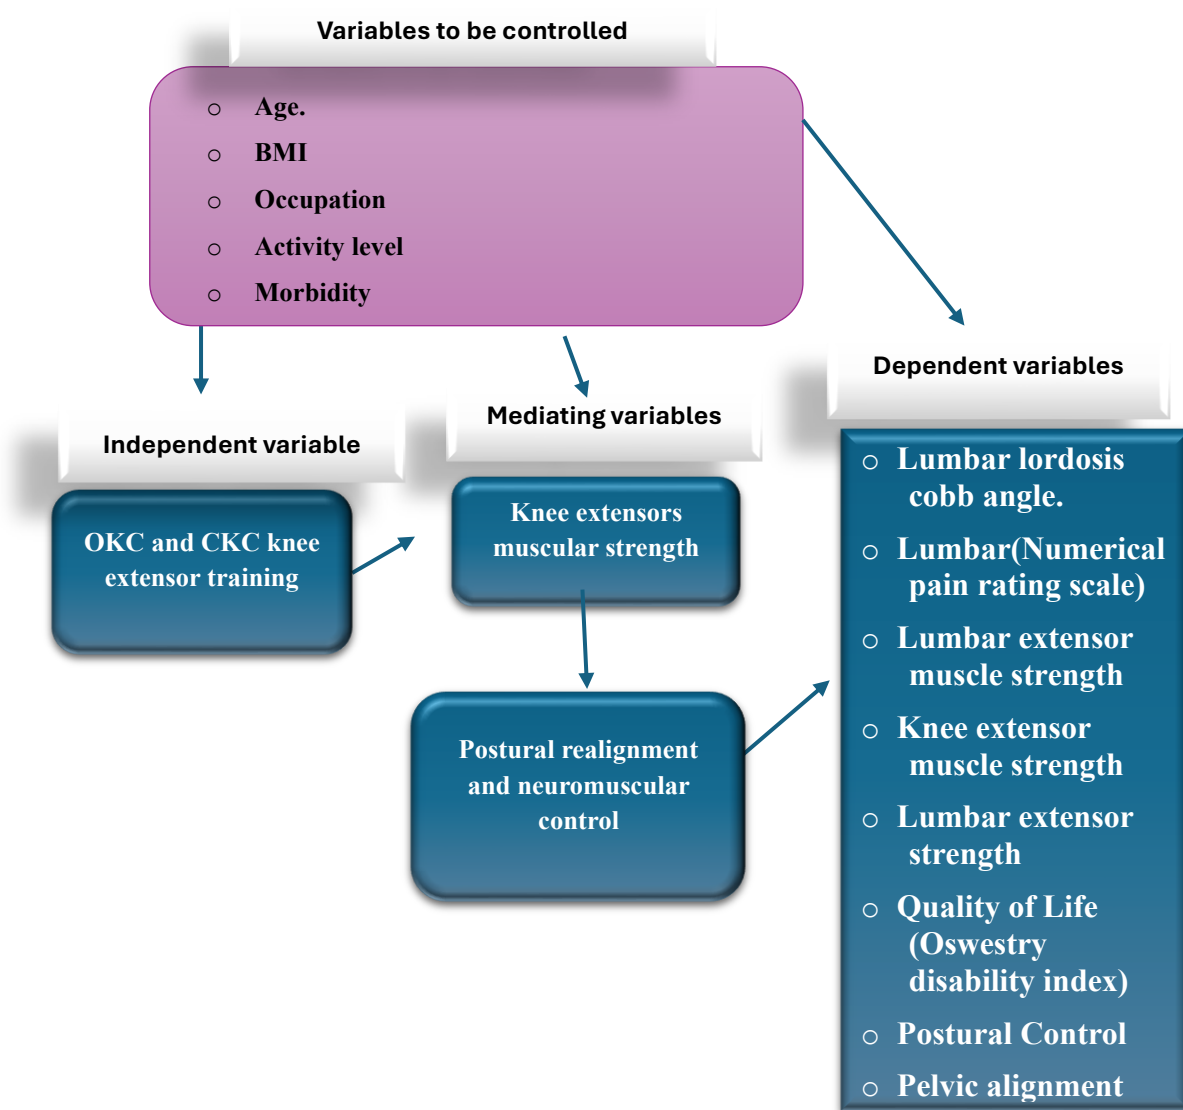 Variables to be controlled
○ Age.
○ BMI
○ Occupation
○ Activity level
○ Morbidity
Independent variable
OKC and CKC knee
extensor training
Mediating variables
Knee extensors
muscular strength
Postural realignment
and neuromuscular
control
Dependent variables
○ Lumbar lordosis
cobb angle.
○ Lumbar(Numerical
pain rating scale)
○ Lumbar extensor
muscle strength
○ Knee extensor
muscle strength
○ Lumbar extensor
strength
○ Quality of Life
(Oswestry
disability index)
○ Postural Control
○ Pelvic alignment